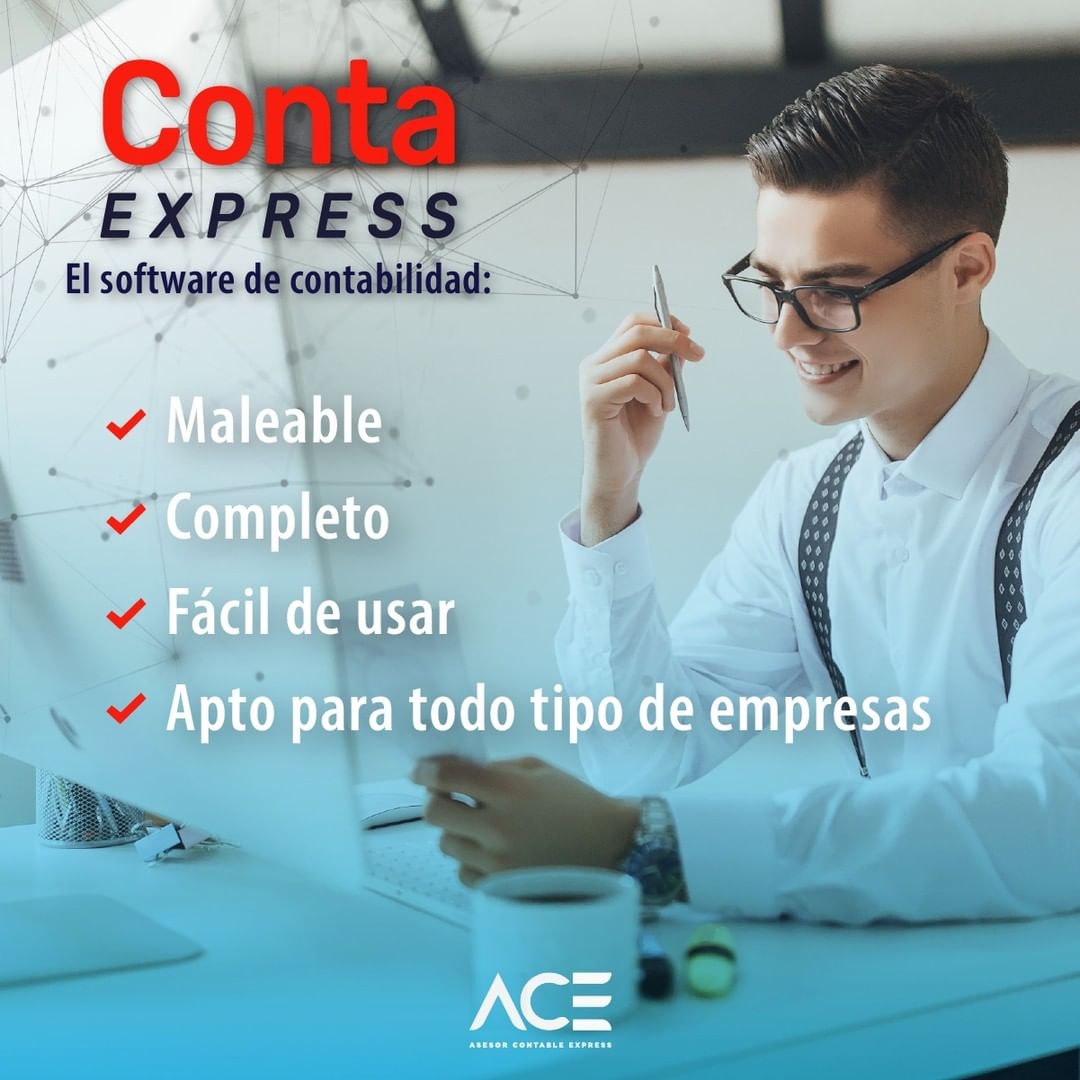 Conta
EXPRESS
El software de contabilidad:
Maleable
Completo
Fácil de usar
Apto para todo tipo de empresas
ACE
ASESOR CONTABLE EXPRESS